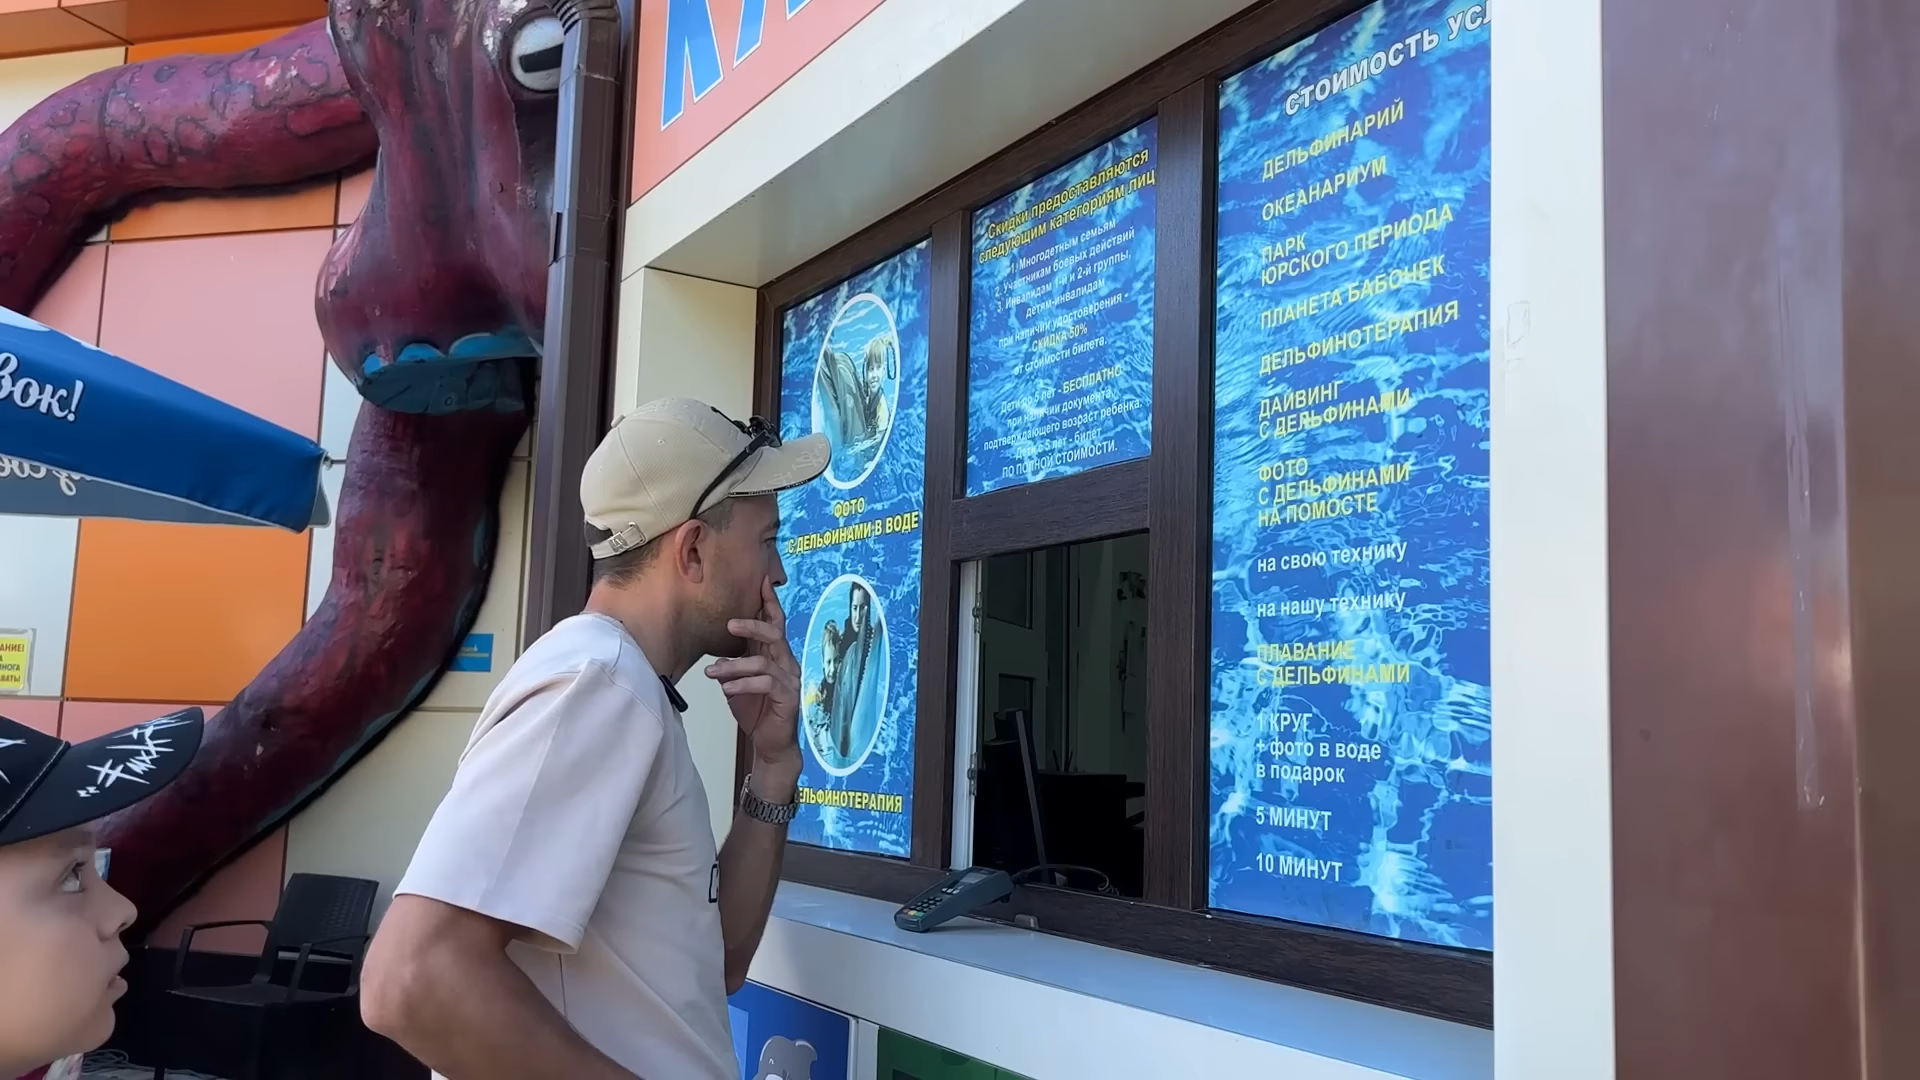 вок!
КА
АНИЕ!
ФОТО
С ДЕЛЬФИНАМИ В ВОДЕ
ЕЛЬФИНОТЕРАПИЯ
Скидки предоставляются
следующим категориям лиц
1. Многодетным семьям
2. Участникам боевых действий
3. Инвалидам 1-й и 2-й группы,
детям-инвалидам
при наличии удостоверения -
СКИДКА 50%
от стоимости билета.
Дети до 5 лет - БЕСПЛАТНО
при наличии документа,
подтверждающего возраст ребенка.
Дети с 5 лет - билет
ПО ПОЛНОЙ СТОИМОСТИ.
СТОИМОСТЬ УСЛ
ДЕЛЬФИНАРИЙ
ОКЕАНАРИУМ
ПАРК
ЮРСКОГО ПЕРИОДА
ПЛАНЕТА БАБОЧЕК
ДЕЛЬФИНОТЕРАПИЯ
ДАЙВИНГ
С ДЕЛЬФИНАМИ
ФОТО
С ДЕЛЬФИНАМИ
НА ПОМОСТЕ
на свою технику
на нашу технику
ПЛАВАНИЕ
С ДЕЛЬФИНАМИ
1 КРУГ
+ фото в воде
в подарок
5 МИНУТ
10 МИНУТ